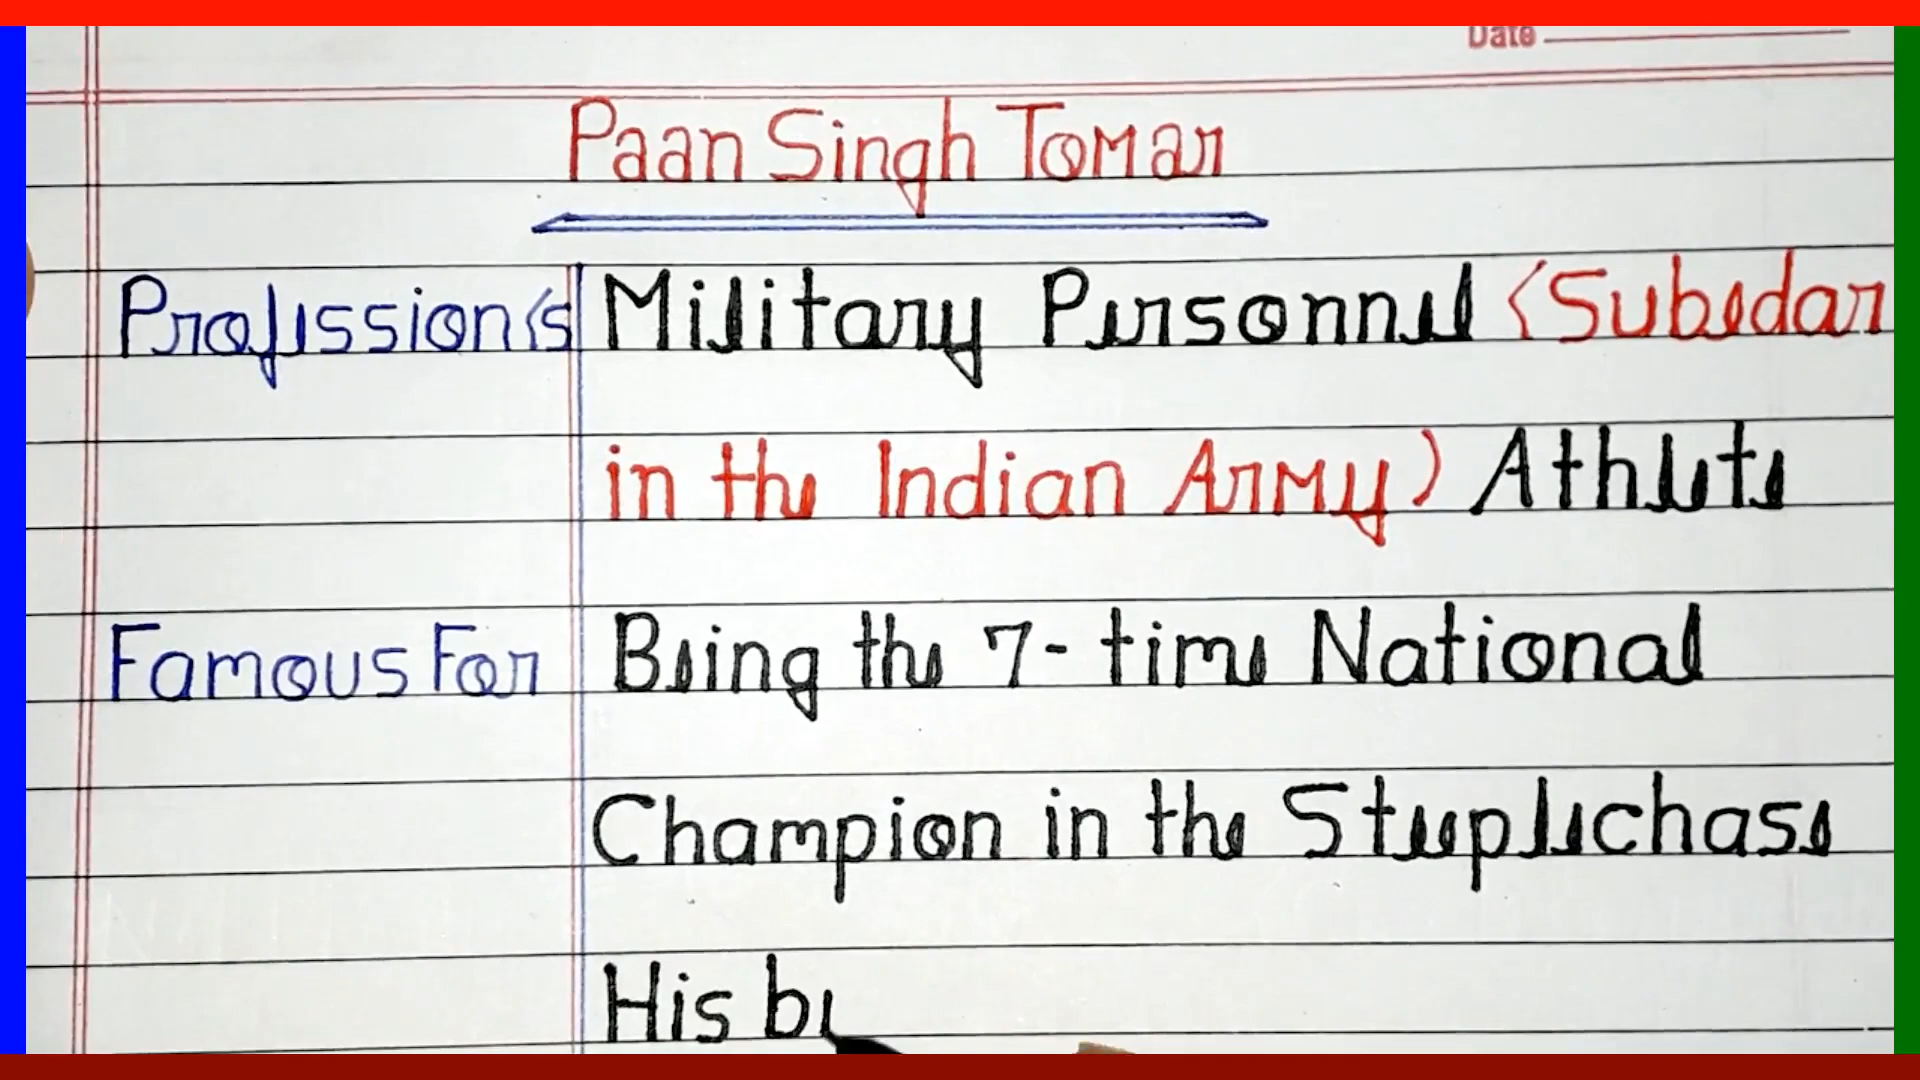 Date
Paan Singh Tomar
Profession(s Military Personnel (Subedar
in the Indian Army) Athlete
Famous For Being the 7-time National
Champion in the Steeplechase
His be